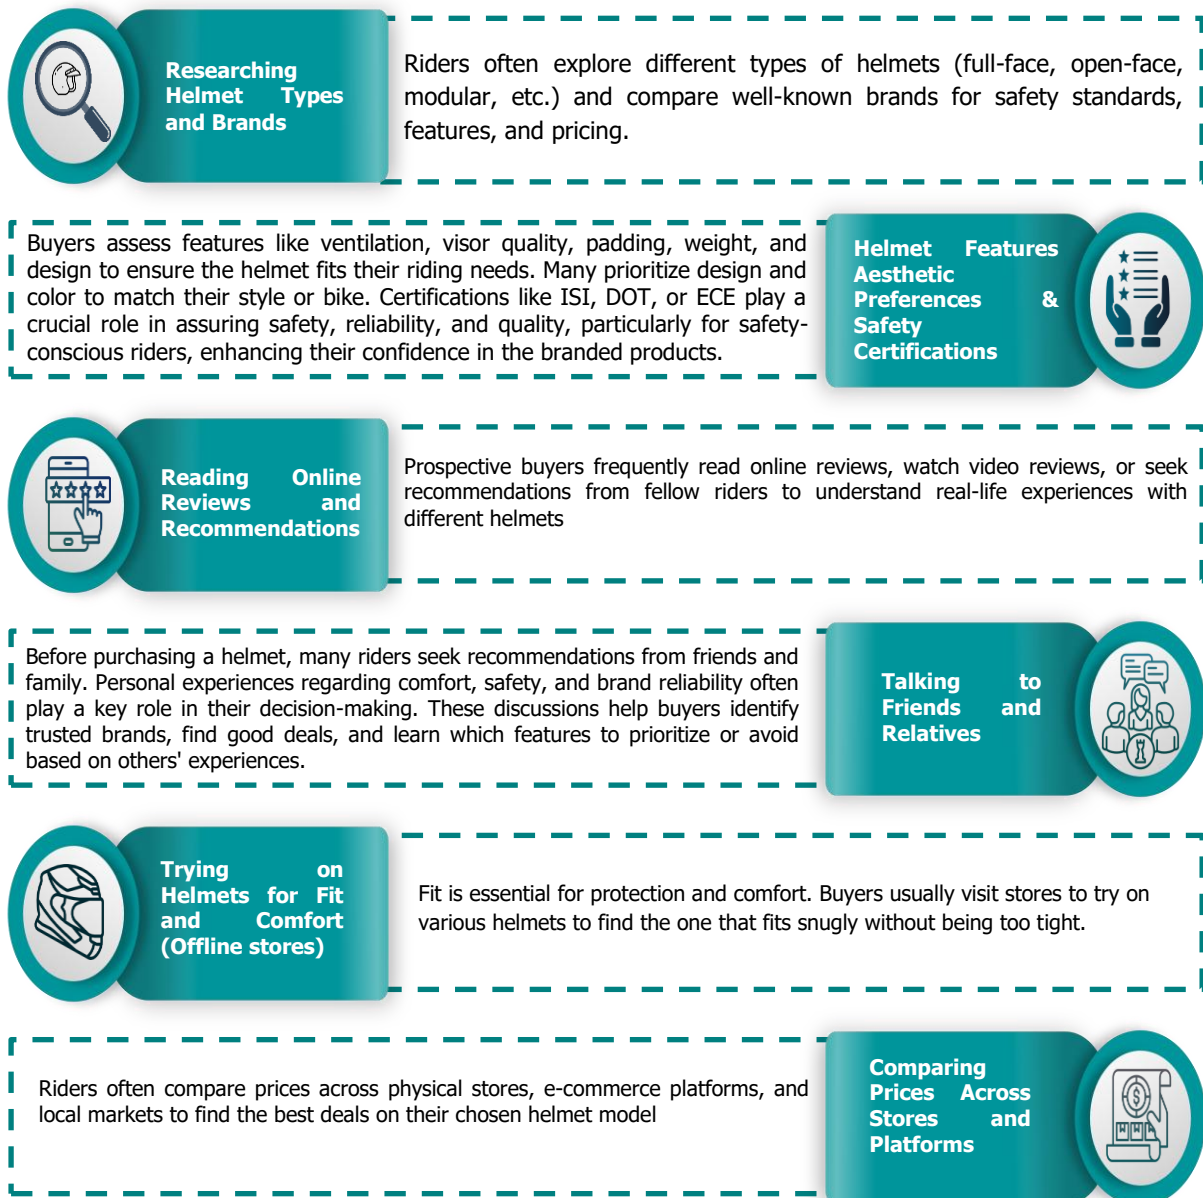 Researching
Helmet Types
and Brands
Riders often explore different types of helmets (full-face, open-face,
modular, etc.) and compare well-known brands for safety standards,
features, and pricing.
Buyers assess features like ventilation, visor quality, padding, weight, and
design to ensure the helmet fits their riding needs. Many prioritize design and
color to match their style or bike. Certifications like ISI, DOT, or ECE play a
crucial role in assuring safety, reliability, and quality, particularly for safety-
conscious riders, enhancing their confidence in the branded products.
Helmet Features
Aesthetic
Preferences &
Safety
Certifications
Reading Online
Reviews and
Recommendations
Prospective buyers frequently read online reviews, watch video reviews, or seek
recommendations from fellow riders to understand real-life experiences with
different helmets
Before purchasing a helmet, many riders seek recommendations from friends and
family. Personal experiences regarding comfort, safety, and brand reliability often
play a key role in their decision-making. These discussions help buyers identify
trusted brands, find good deals, and learn which features to prioritize or avoid
based on others' experiences.
Talking to
Friends and
Relatives
Trying on
Helmets for Fit
and Comfort
(Offline stores)
Fit is essential for protection and comfort. Buyers usually visit stores to try on
various helmets to find the one that fits snugly without being too tight.
Riders often compare prices across physical stores, e-commerce platforms, and
local markets to find the best deals on their chosen helmet model
Comparing
Prices Across
Stores and
Platforms